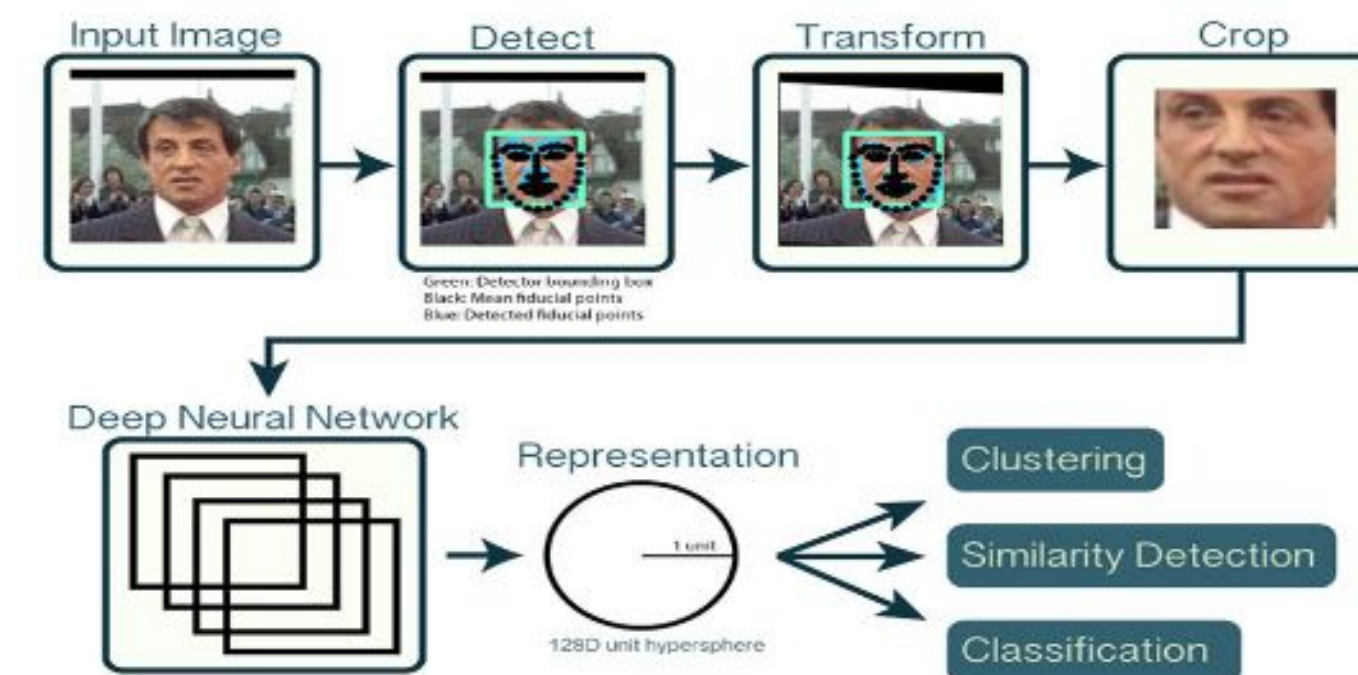 Input Image
Detect
Transform
Crop
Green: Detector bounding box
Black: Mean fiducial points
Blue: Detected fiducial points
Deep Neural Network
Representation
1 unit
128D unit hypersphere
Clustering
Similarity Detection
Classification